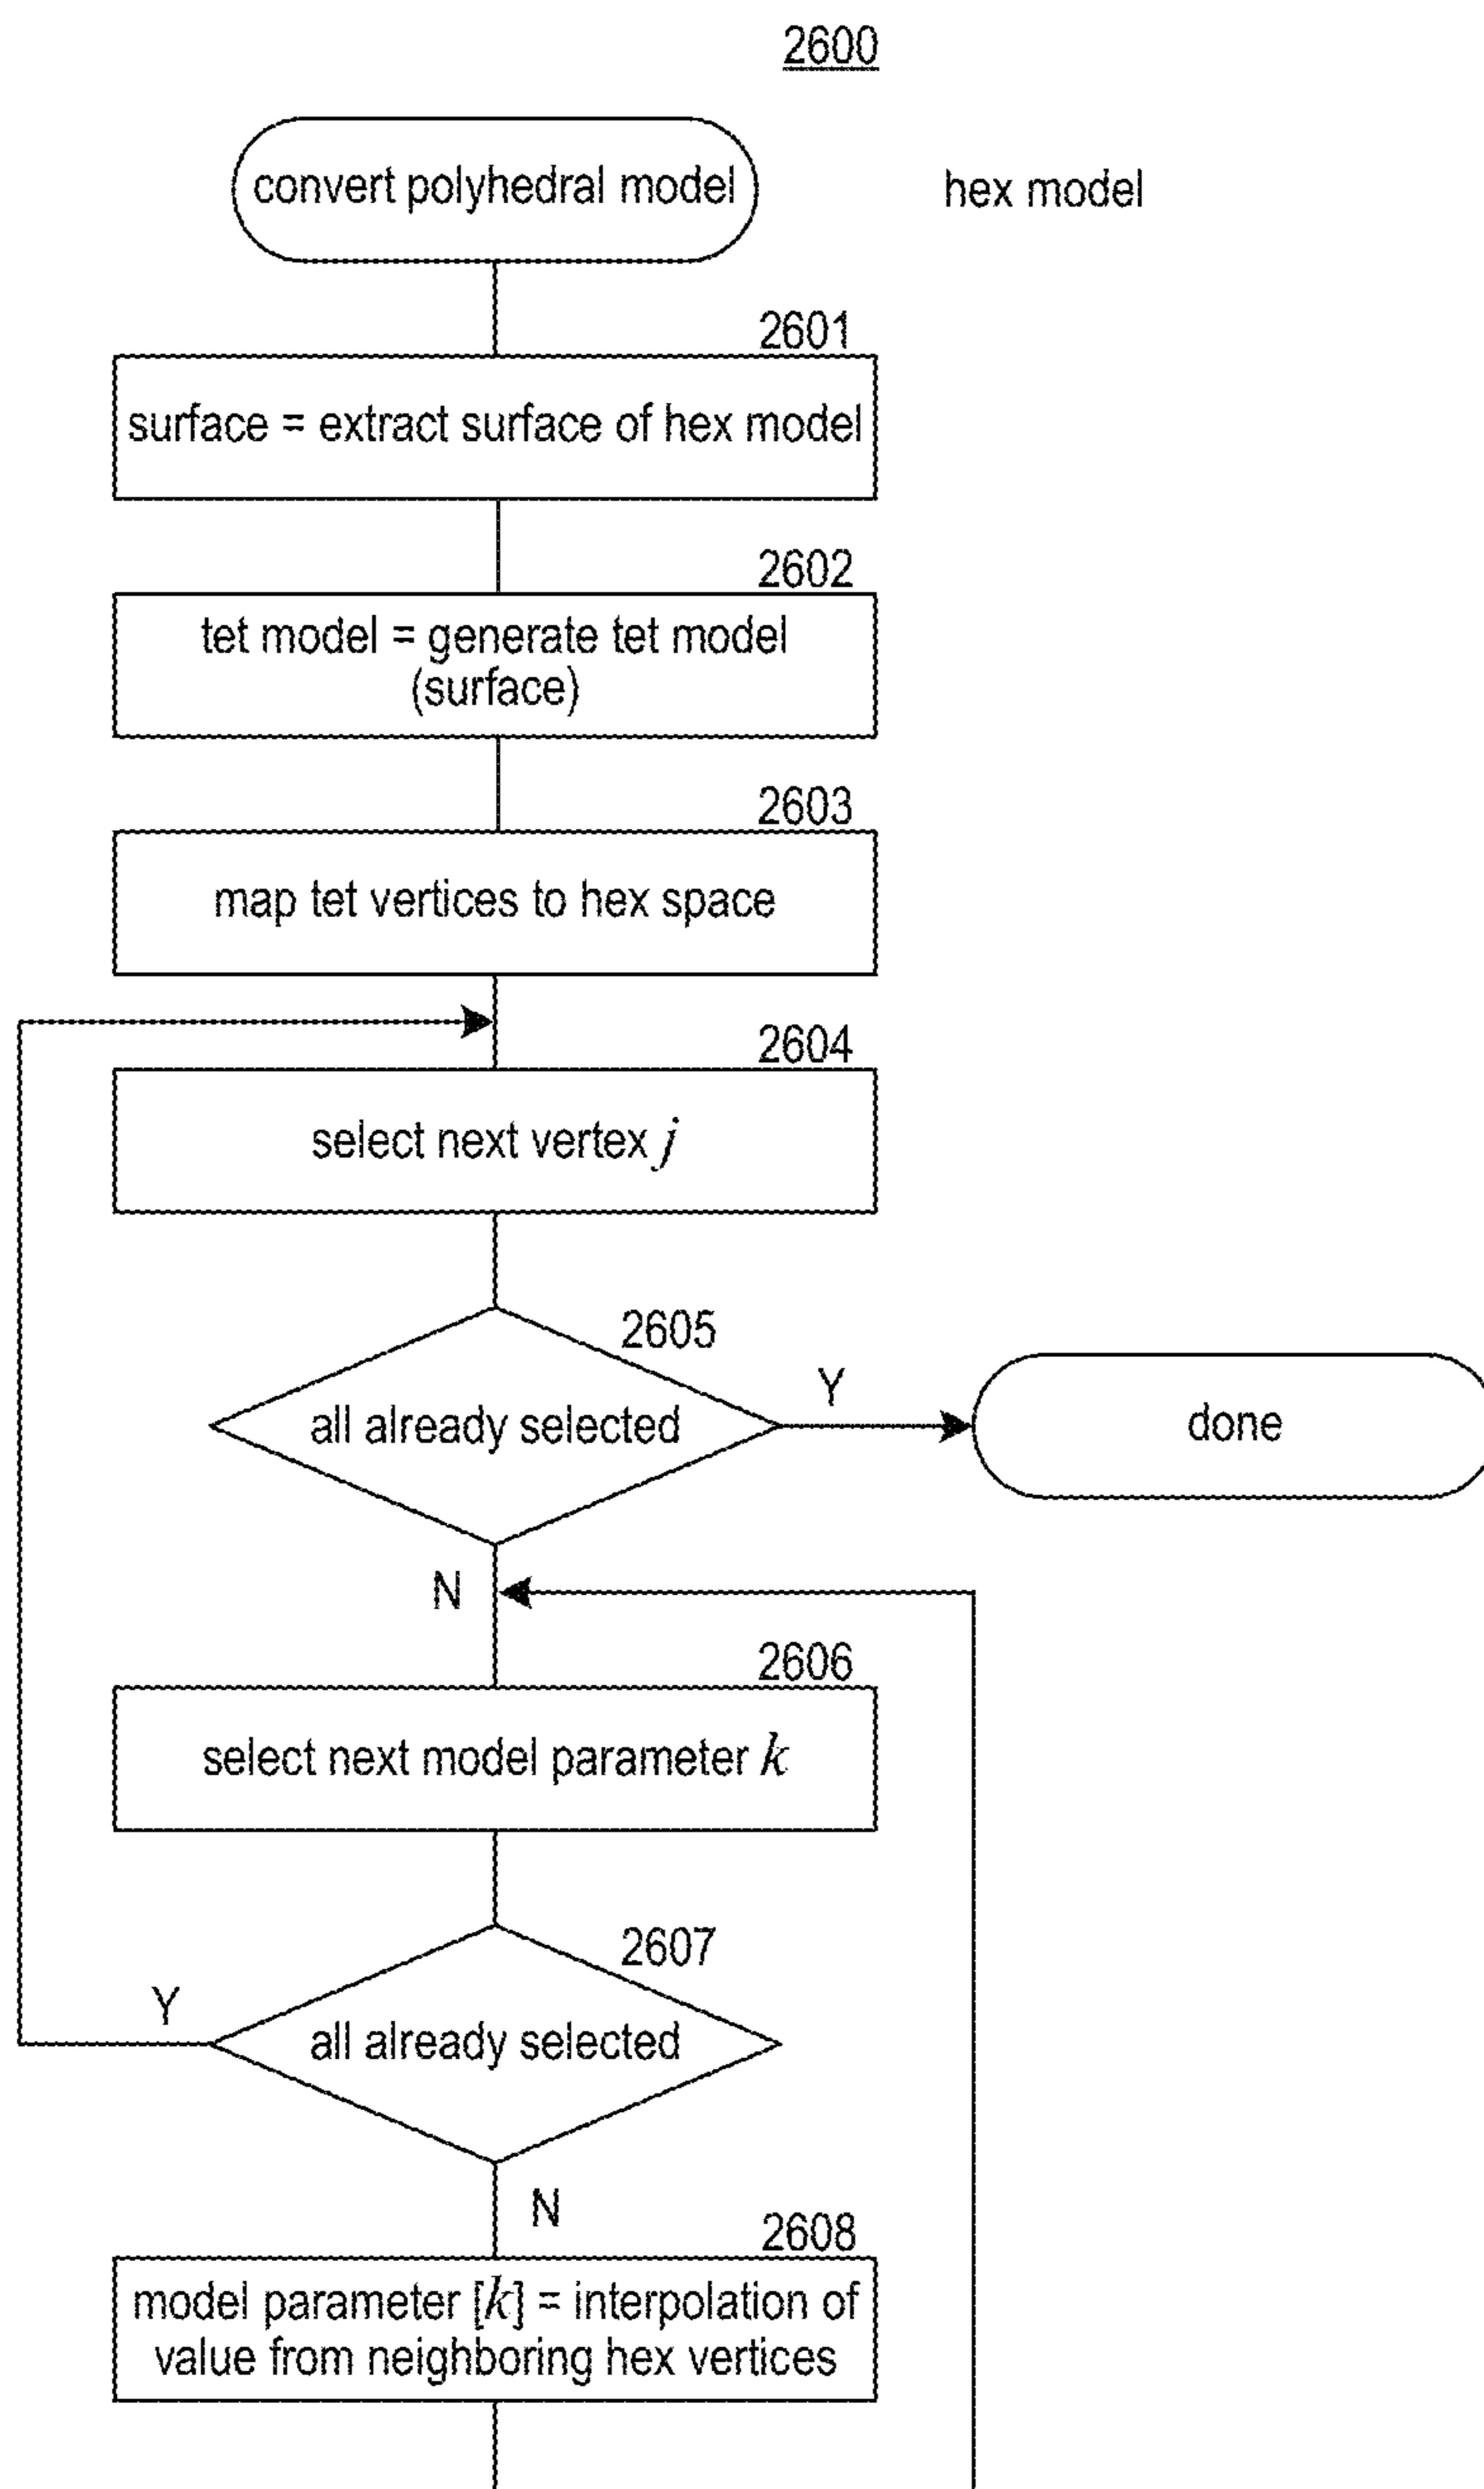 2600
convert polyhedral model
hex model
2601
surface = extract surface of hex model
2602
tet model = generate tet model
(surface)
2603
map tet vertices to hex space
2604
select next vertex j
2605
all already selected
Y
done
N
2606
select next model parameter k
2607
all already selected
Y
N
2608
model parameter [k] = interpolation of
value from neighboring hex vertices